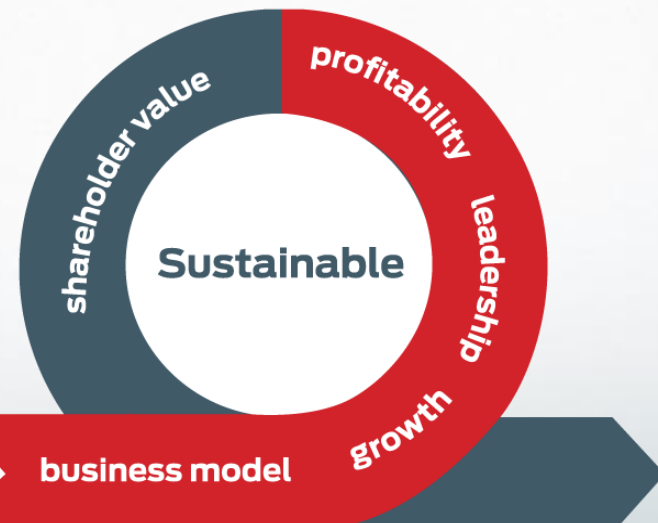 profitability
shareholder value
leadership
Sustainable
growth
business model